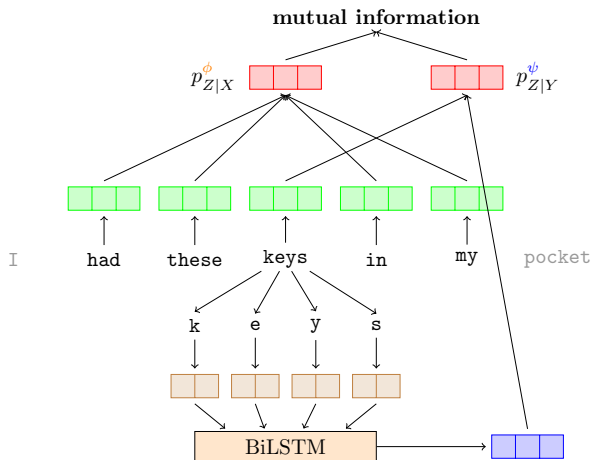 mutual information
p^ϕ_{Z|X} p^ψ_{Z|Y}
I had these keys in my pocket
k e y s
BiLSTM